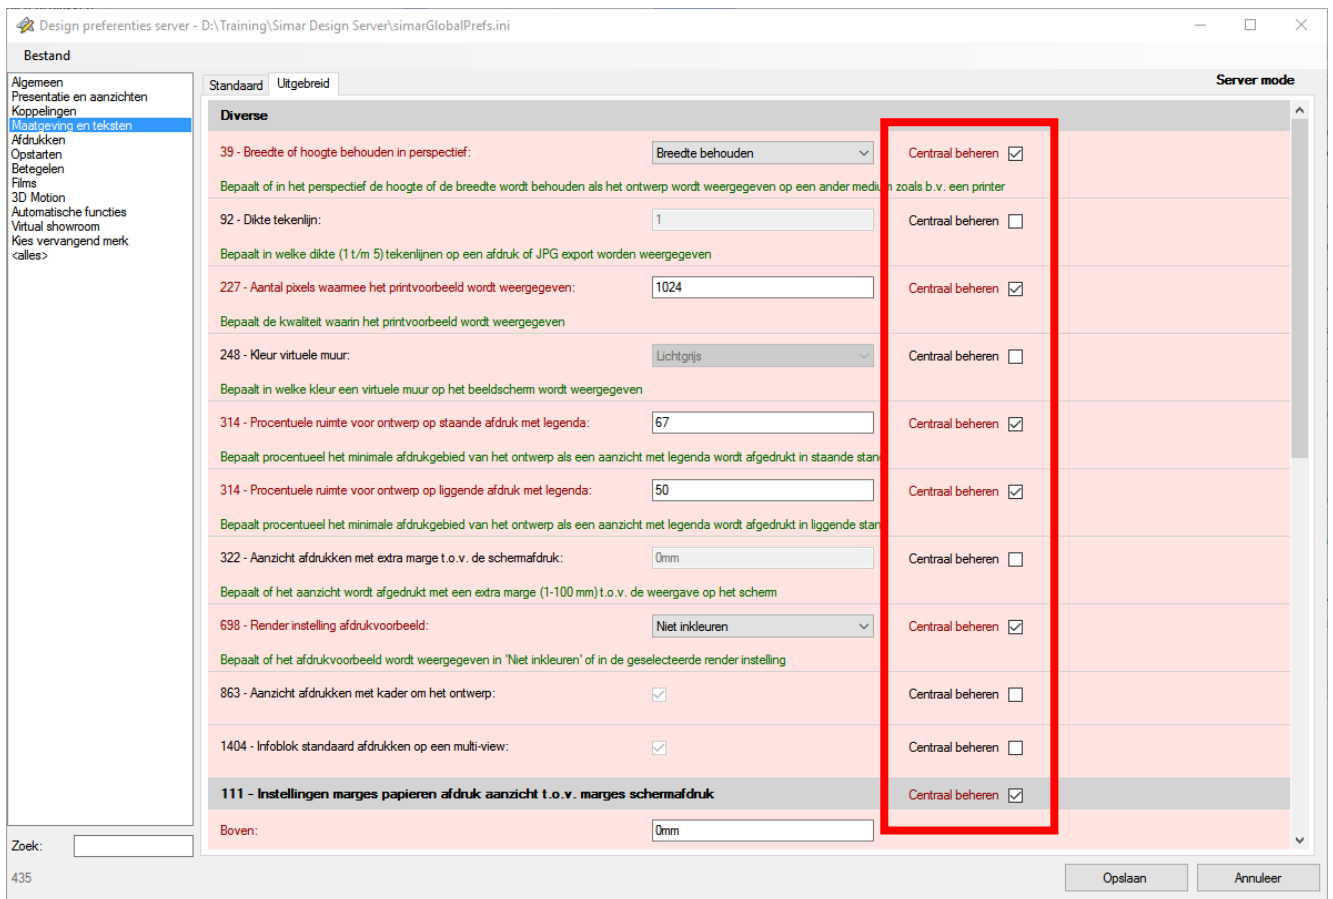 Design preferenties server - D:\Training\Simar Design Server\simarGlobalPrefs.ini
Bestand
Algemeen
Presentatie en aanzichten
Koppelingen
Maatgeving en teksten
Afdrukken
Opstarten
Betegelen
Films
3D Motion
Automatische functies
Virtual showroom
Kies vervangend merk
<alles>
Zoek:
435
Standaard Uitgebreid
Server mode
Diverse
39 - Breedte of hoogte behouden in perspectief: Breedte behouden Centraal beheren
Bepaalt of in het perspectief de hoogte of de breedte wordt behouden als het ontwerp wordt weergegeven op een ander medium zoals b.v. een printer
92 - Dikte tekenlijn: 1 Centraal beheren
Bepaalt in welke dikte (1 t/m 5) tekenlijnen op een afdruk of JPG export worden weergegeven
227 - Aantal pixels waarmee het printvoorbeeld wordt weergegeven: 1024 Centraal beheren
Bepaalt de kwaliteit waarin het printvoorbeeld wordt weergegeven
248 - Kleur virtuele muur: Lichtgrijs Centraal beheren
Bepaalt in welke kleur een virtuele muur op het beeldscherm wordt weergegeven
314 - Procentuele ruimte voor ontwerp op staande afdruk met legenda: 67 Centraal beheren
Bepaalt procentueel het minimale afdrukgebied van het ontwerp als een aanzicht met legenda wordt afgedrukt in staande stan
314 - Procentuele ruimte voor ontwerp op liggende afdruk met legenda: 50 Centraal beheren
Bepaalt procentueel het minimale afdrukgebied van het ontwerp als een aanzicht met legenda wordt afgedrukt in liggende stan
322 - Aanzicht afdrukken met extra marge t.o.v. de schermafdruk: 0mm Centraal beheren
Bepaalt of het aanzicht wordt afgedrukt met een extra marge (1-100 mm) t.o.v. de weergave op het scherm
698 - Render instelling afdrukvoorbeeld: Niet inkleuren Centraal beheren
Bepaalt of het afdrukvoorbeeld wordt weergegeven in 'Niet inkleuren' of in de geselecteerde render instelling
863 - Aanzicht afdrukken met kader om het ontwerp: Centraal beheren
1404 - Infoblok standaard afdrukken op een multi-view: Centraal beheren
111 - Instellingen marges papieren afdruk aanzicht t.o.v. marges schermafdruk Centraal beheren
Boven: 0mm
Opslaan Annuleer